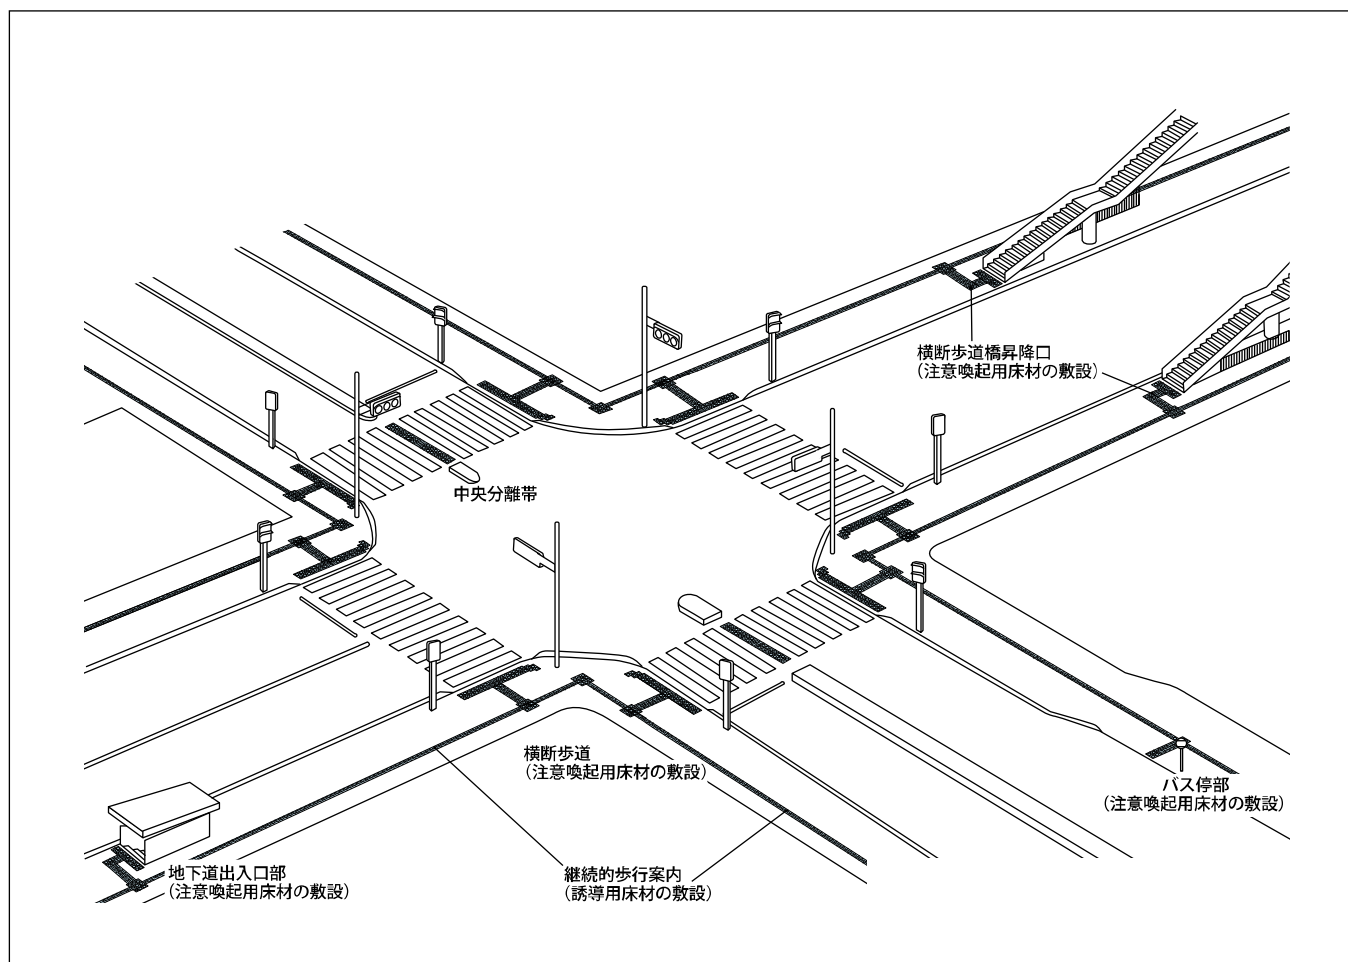 横断歩道橋昇降口
（注意喚起用床材の敷設）
中央分離帯
横断歩道
（注意喚起用床材の敷設）
バス停部
（注意喚起用床材の敷設）
地下道出入口部
（注意喚起用床材の敷設）
継続的歩行案内
（誘導用床材の敷設）